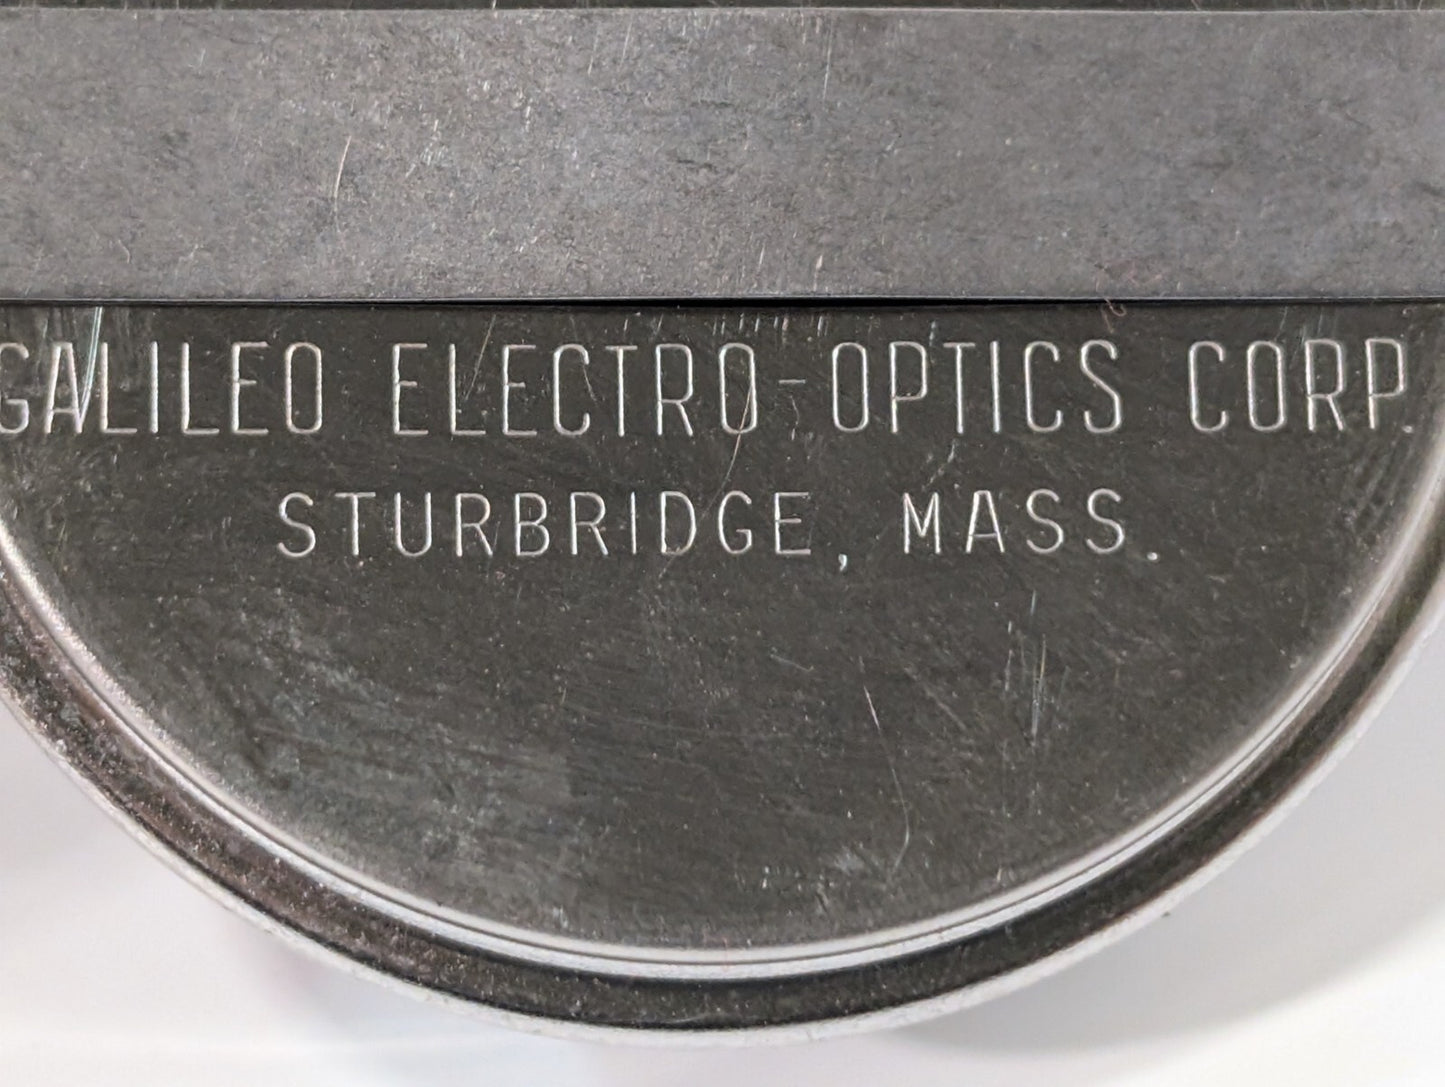 GALILEO ELECTRO-OPTICS CORP.
STURBRIDGE, MASS.